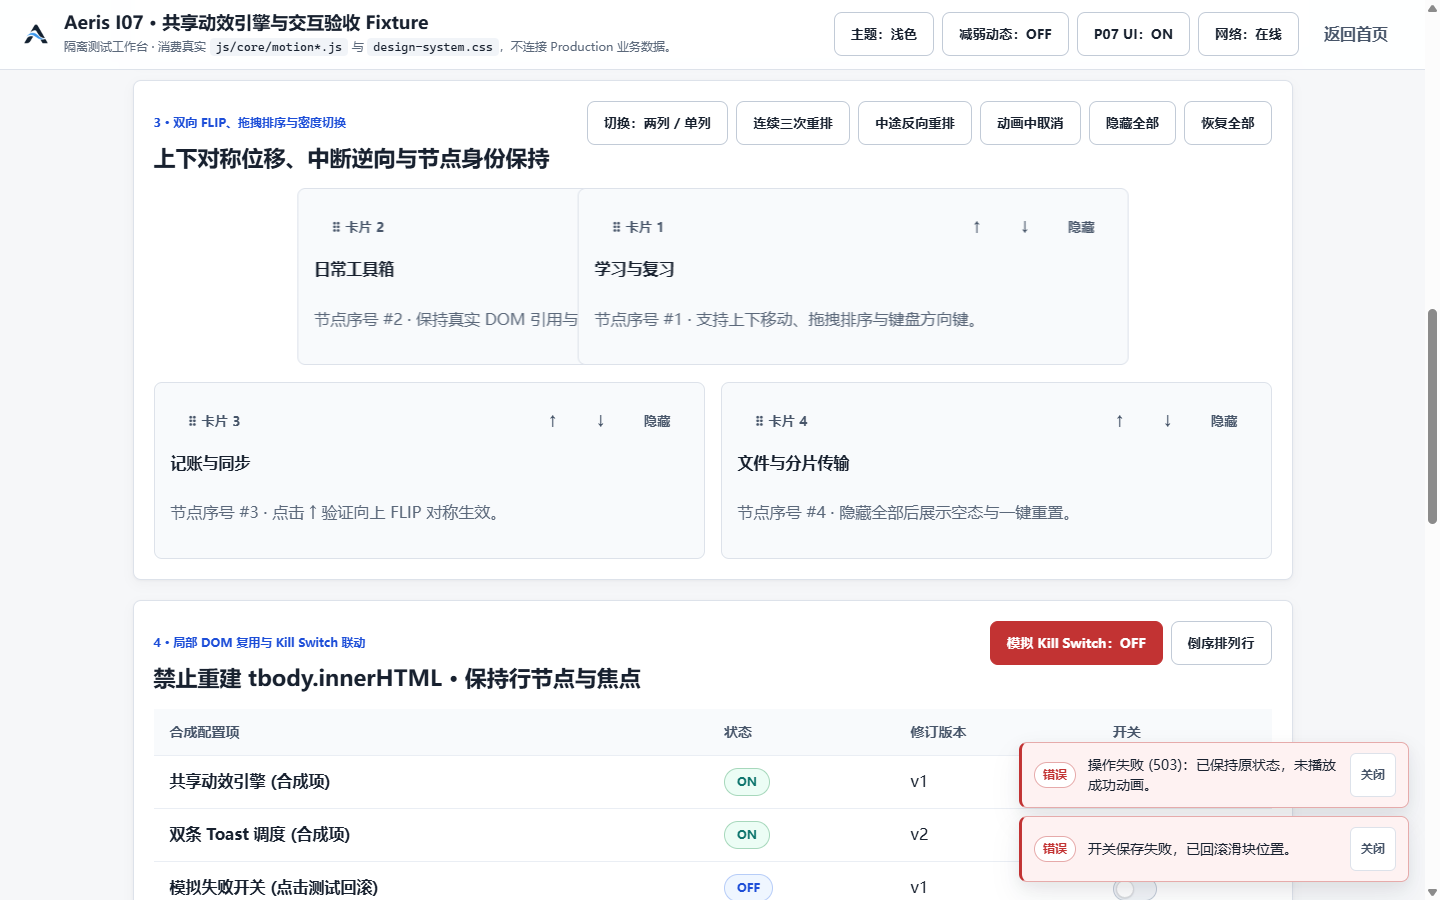 Aeris I07 • 共享动效引擎与交互验收 Fixture
隔离测试工作台 · 消费真实 js/core/motion*.js 与 design-system.css ，不连接 Production 业务数据。
主题：浅色
减弱动态：OFF
P07 UI：ON
网络：在线
返回首页
3 • 双向 FLIP、拖拽排序与密度切换
切换：两列 / 单列
连续三次重排
中途反向重排
动画中取消
隐藏全部
恢复全部
上下对称位移、中断逆向与节点身份保持
⠿ 卡片 2
日常工具箱
节点序号 #2 · 保持真实 DOM 引用与
⠿ 卡片 1
↑ ↓ 隐藏
学习与复习
节点序号 #1 · 支持上下移动、拖拽排序与键盘方向键。
⠿ 卡片 3
↑ ↓ 隐藏
记账与同步
节点序号 #3 · 点击 ↑ 验证向上 FLIP 对称生效。
⠿ 卡片 4
↑ ↓ 隐藏
文件与分片传输
节点序号 #4 · 隐藏全部后展示空态与一键重置。
4 • 局部 DOM 复用与 Kill Switch 联动
模拟 Kill Switch：OFF
倒序排列行
禁止重建 tbody.innerHTML • 保持行节点与焦点
合成配置项 状态 修订版本 开关
共享动效引擎 (合成项) ON v1
双条 Toast 调度 (合成项) ON v2
模拟失败开关 (点击测试回滚) OFF v1
错误 操作失败 (503)：已保持原状态，未播放
成功动画。
关闭
错误 开关保存失败，已回滚滑块位置。
关闭